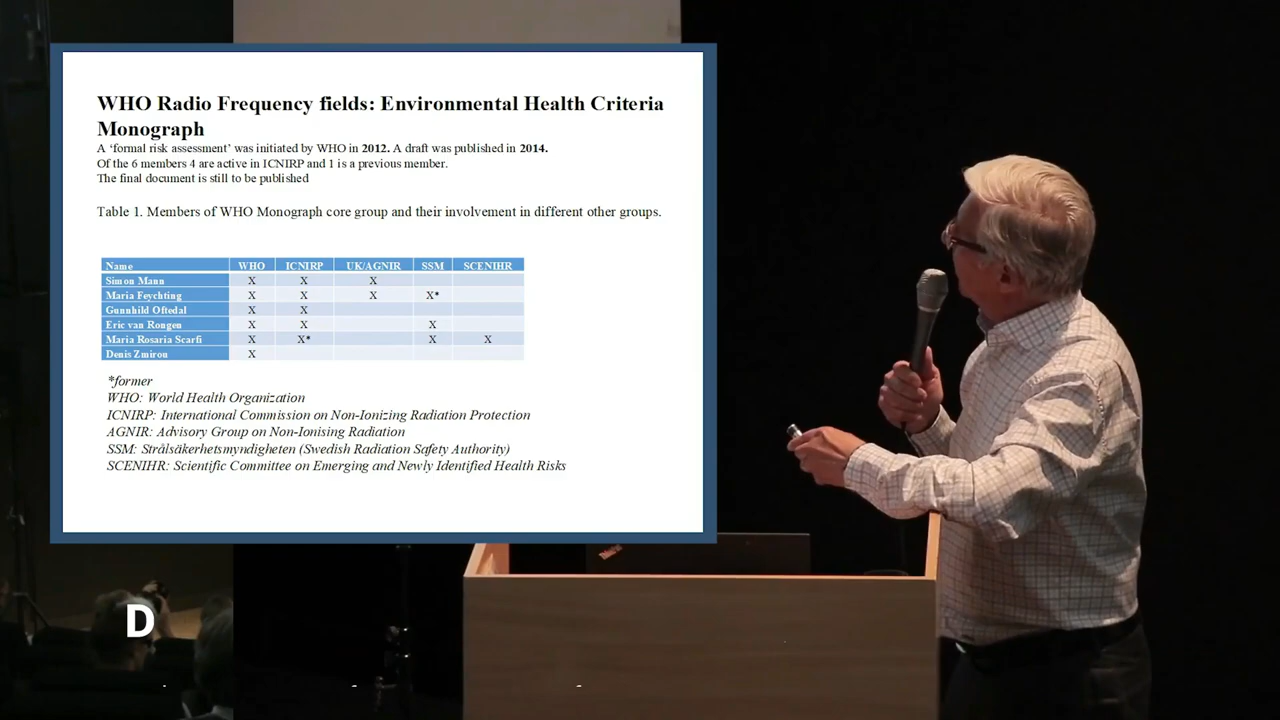 WHO Radio Frequency fields: Environmental Health Criteria
Monograph
A ‘formal risk assessment’ was initiated by WHO in 2012. A draft was published in 2014.
Of the 6 members 4 are active in ICNIRP and 1 is a previous member.
The final document is still to be published
Table 1. Members of WHO Monograph core group and their involvement in different other groups.
Name WHO ICNIRP UK/AGNIR SSM SCENIHR
Simon Mann X X X
Maria Feychting X X X X*
Gunnhild Oftedal X X
Eric van Rongen X X X
Maria Rosaria Scarfi X X* X X
Denis Zmirou X
*former
WHO: World Health Organization
ICNIRP: International Commission on Non-Ionizing Radiation Protection
AGNIR: Advisory Group on Non-Ionising Radiation
SSM: Strålsäkerhetsmyndigheten (Swedish Radiation Safety Authority)
SCENIHR: Scientific Committee on Emerging and Newly Identified Health Risks
D